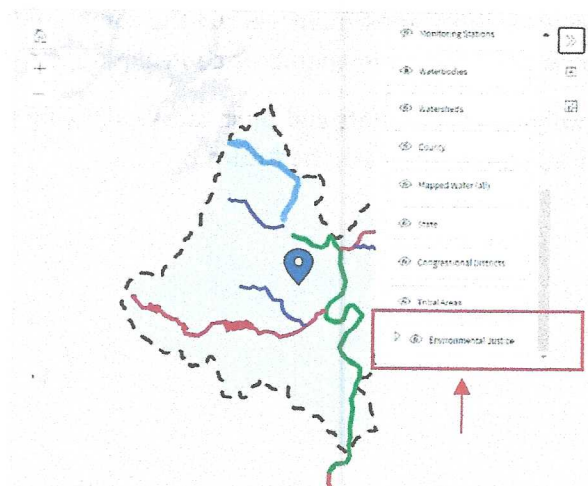 Monitoring Stations
Waterbodies
Watersheds
County
Mapped Water (all)
State
Congressional Districts
Tribal Areas
Environmental Justice